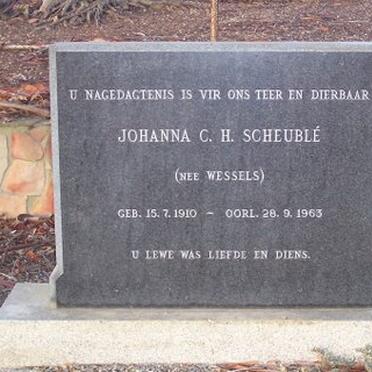 U NAGEDAGTENIS IS VIR ONS TEER EN DIERBAAR
JOHANNA C. H. SCHEUBLÉ
(NEE WESSELS)
GEB. 15.7.1910 – OORL. 28.9.1963
U LEWE WAS LIEFDE EN DIENS.